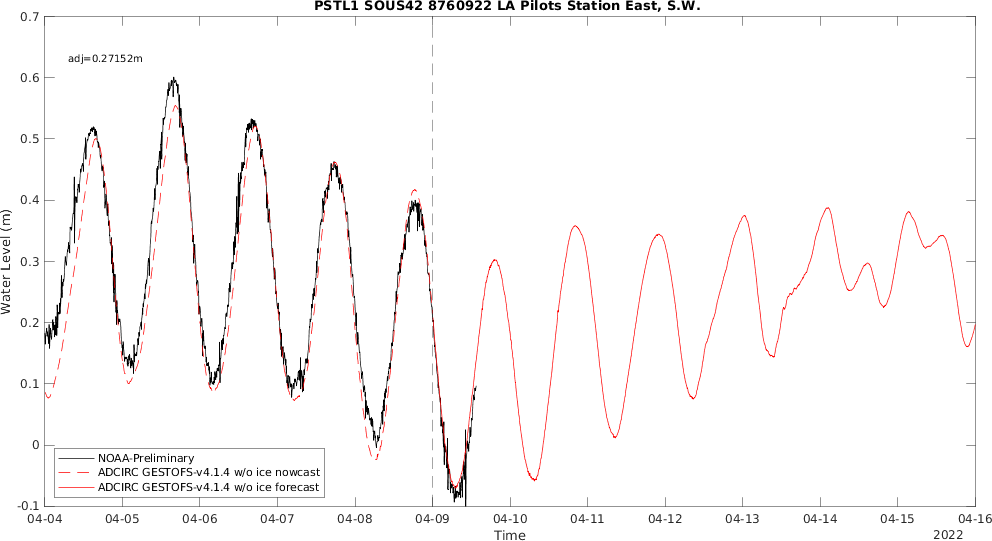 PSTL1 SOUS42 8760922 LA Pilots Station East, S.W.
adj=0.27152m
0.7
0.6
0.5
0.4
0.3
0.2
0.1
0
-0.1
Water Level (m)
NOAA-Preliminary
ADCIRC GESTOFS-v4.1.4 w/o ice nowcast
ADCIRC GESTOFS-v4.1.4 w/o ice forecast
04-04 04-05 04-06 04-07 04-08 04-09 04-10 04-11 04-12 04-13 04-14 04-15 04-16
Time
2022